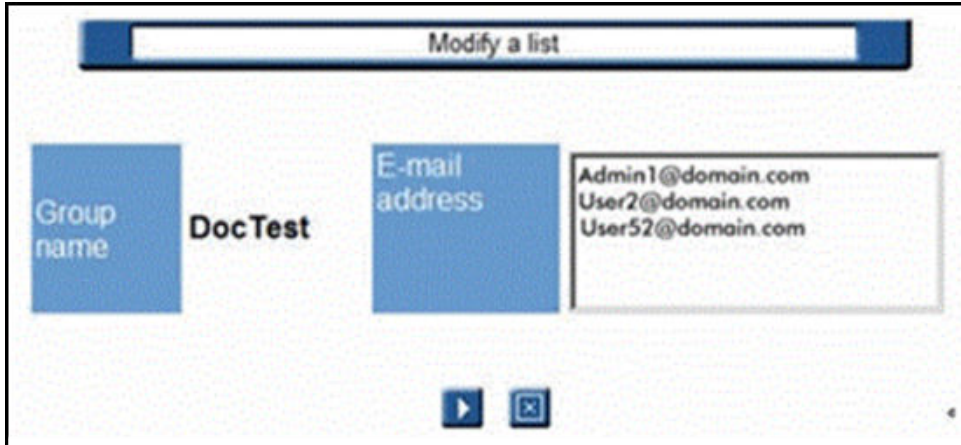 Modify a list
Group
name
DocTest
E-mail
address
Admin1@domain.com
User2@domain.com
User52@domain.com